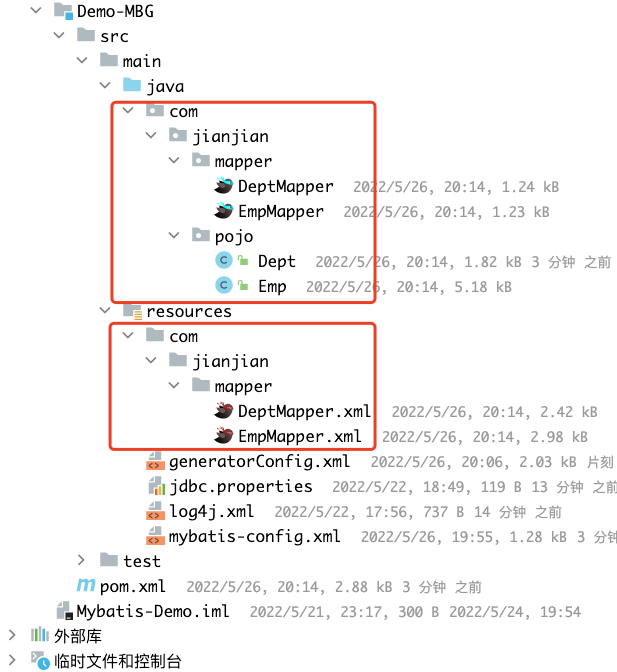 Demo-MBG
src
main
java
com
jianjian
mapper
DeptMapper 2022/5/26, 20:14, 1.24 kB
EmpMapper 2022/5/26, 20:14, 1.23 kB
pojo
Dept 2022/5/26, 20:14, 1.82 kB 3 分钟 之前
Emp 2022/5/26, 20:14, 5.18 kB
resources
com
jianjian
mapper
DeptMapper.xml 2022/5/26, 20:14, 2.42 kB
EmpMapper.xml 2022/5/26, 20:14, 2.98 kB
generatorConfig.xml 2022/5/26, 20:06, 2.03 kB 片刻
jdbc.properties 2022/5/22, 18:49, 119 B 13 分钟 之前
log4j.xml 2022/5/22, 17:56, 737 B 14 分钟 之前
mybatis-config.xml 2022/5/26, 19:55, 1.28 kB 3 分钟
test
pom.xml 2022/5/26, 20:14, 2.88 kB 3 分钟 之前
Mybatis-Demo.iml 2022/5/21, 23:17, 300 B 2022/5/24, 19:54
外部库
临时文件和控制台